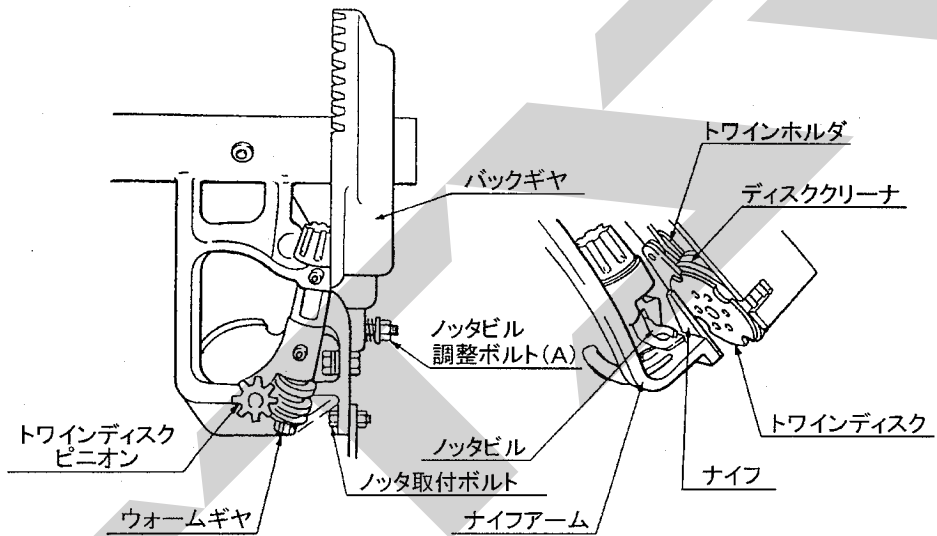 トワインホルダ
バックギヤ
ディスククリーナ
ノッタビル
調整ボルト(A)
トワインディスク
ピニオン
ノッタビル
トワインディスク
ノッタ取付ボルト
ナイフ
ウォームギヤ
ナイフアーム